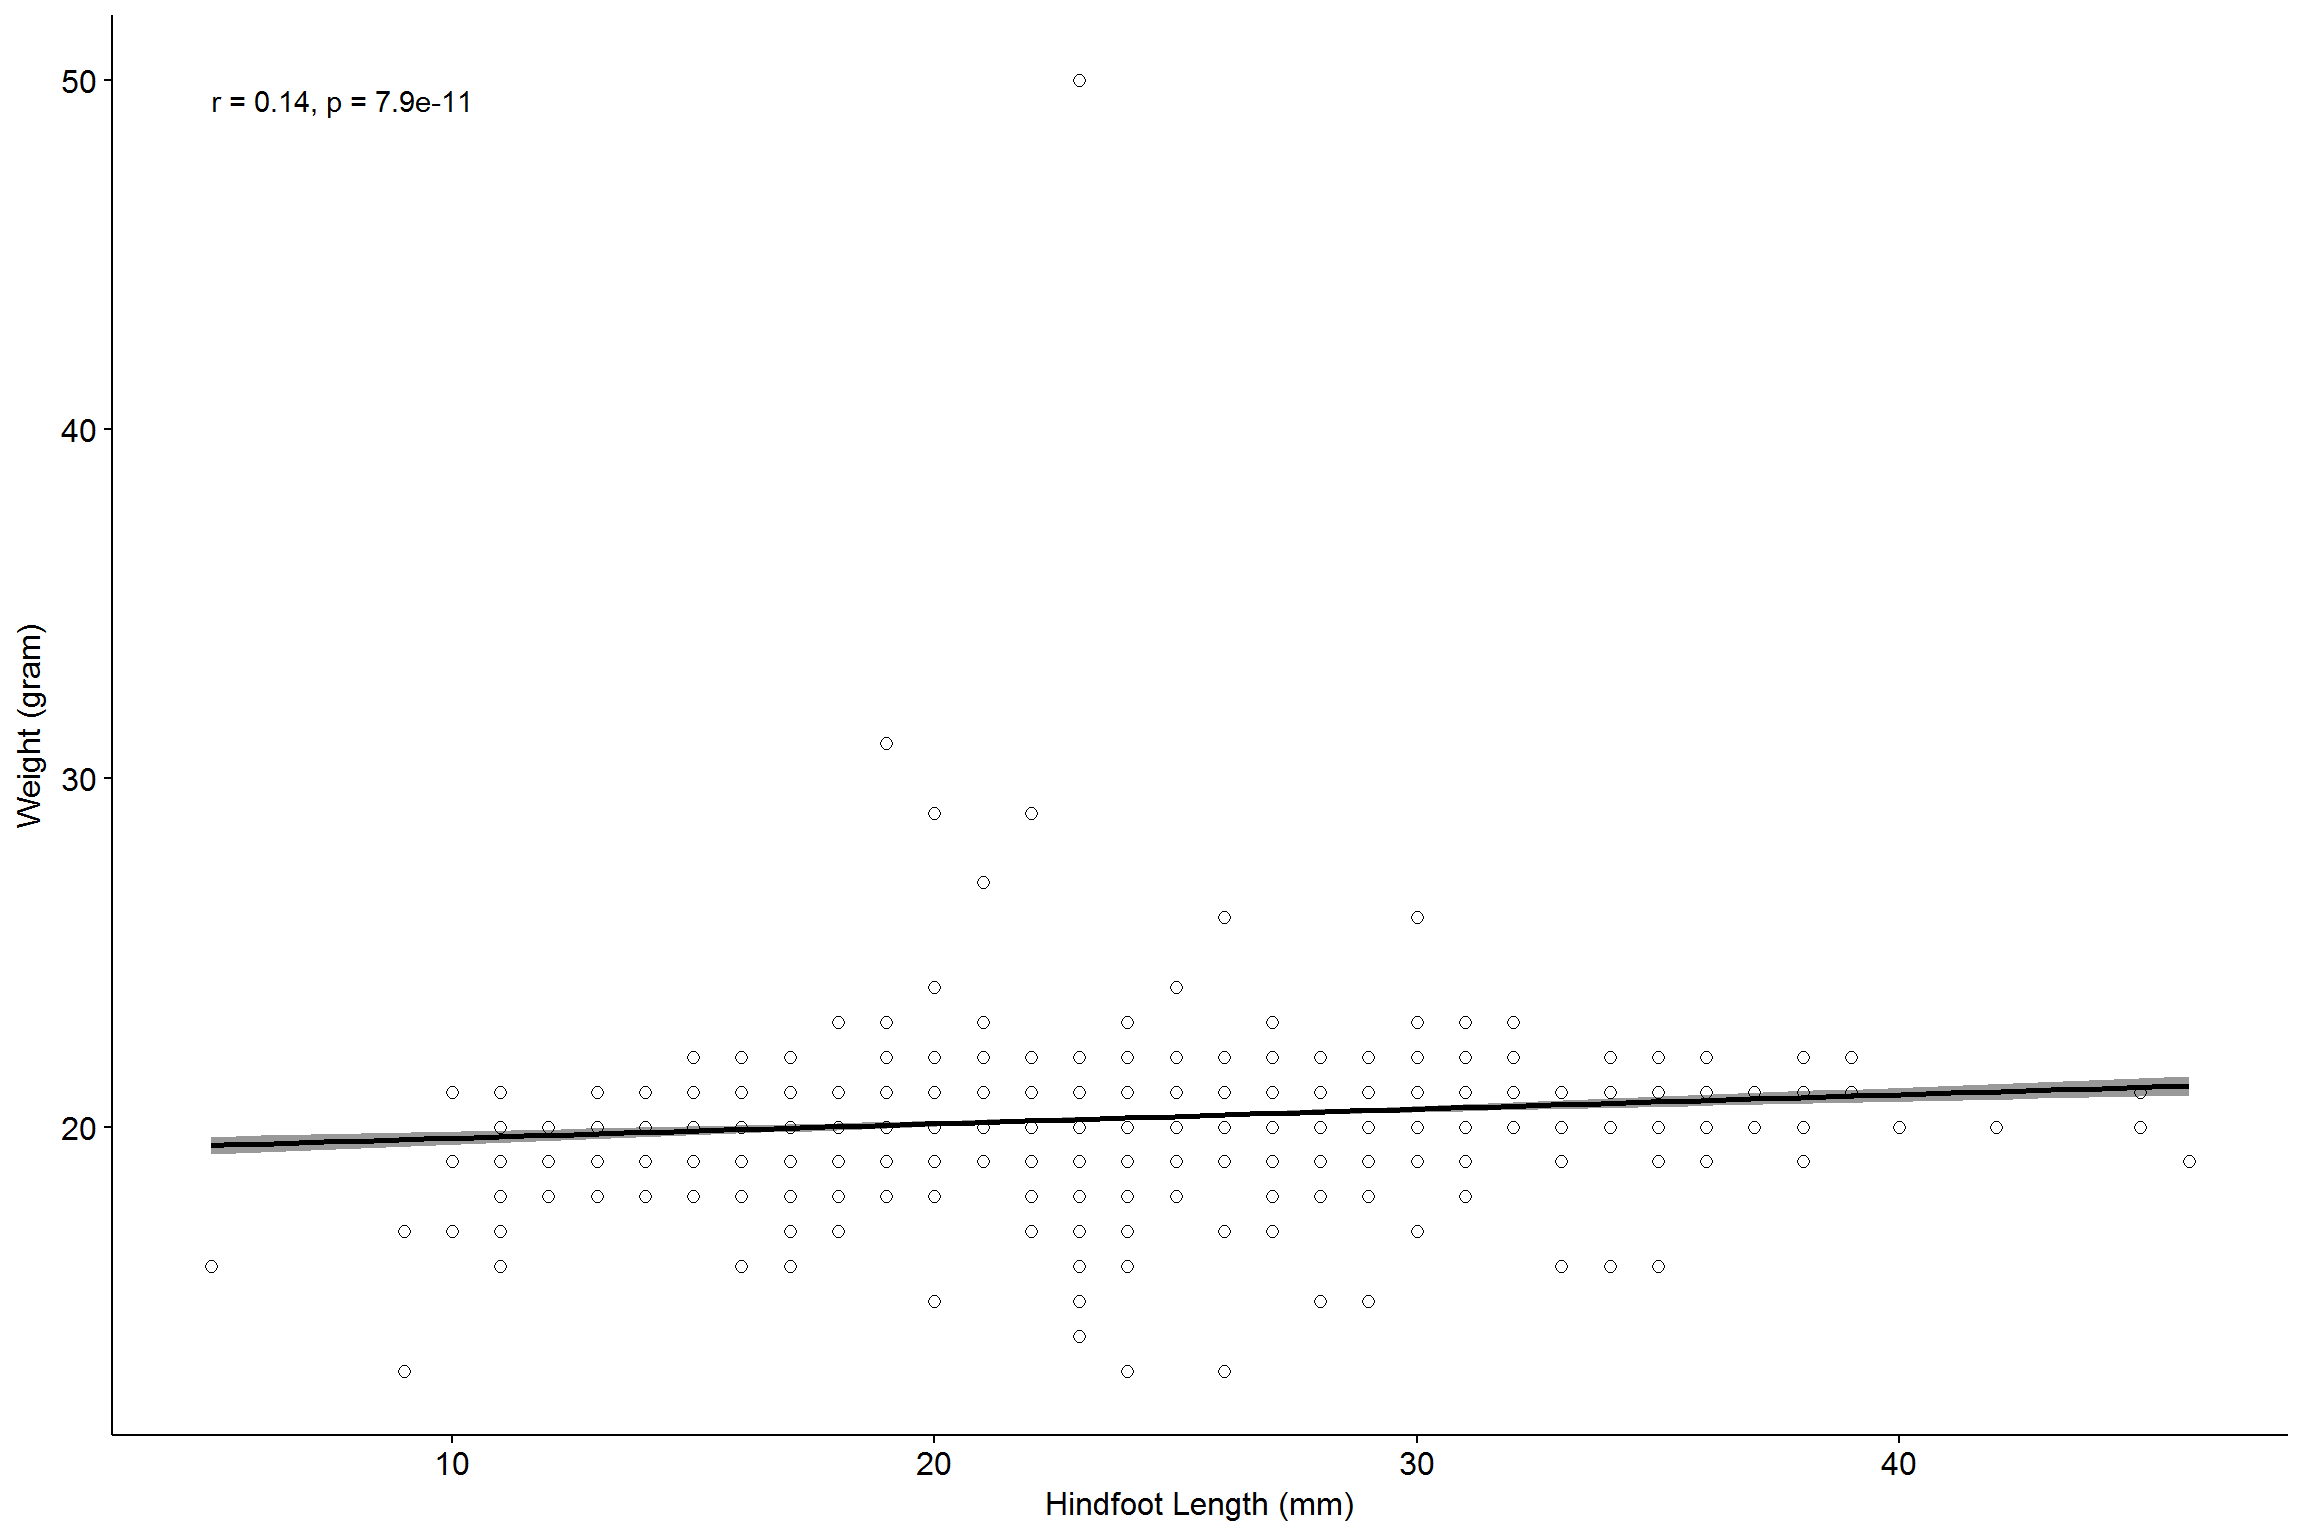 r = 0.14, p = 7.9e-11
50
40
30
20
Weight (gram)
10 20 30 40
Hindfoot Length (mm)